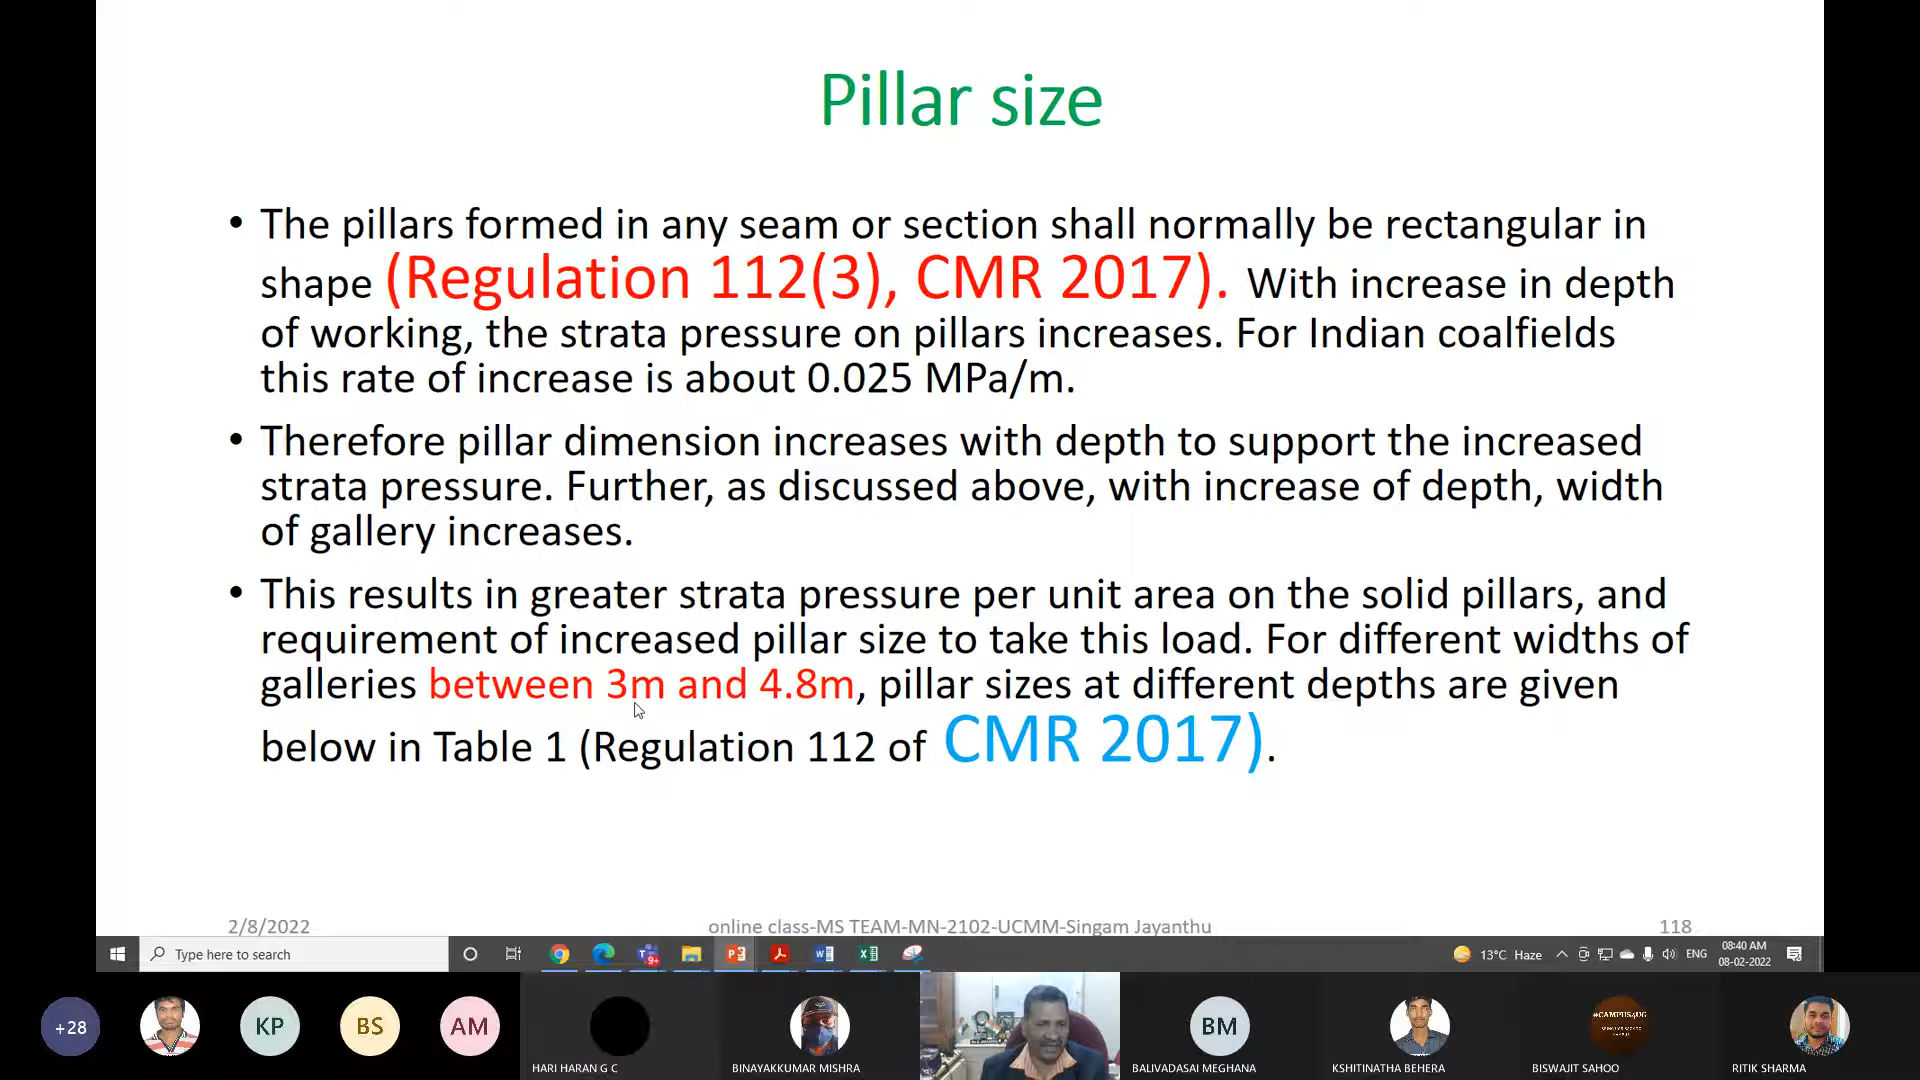 Pillar size
• The pillars formed in any seam or section shall normally be rectangular in
shape (Regulation 112(3), CMR 2017). With increase in depth
of working, the strata pressure on pillars increases. For Indian coalfields
this rate of increase is about 0.025 MPa/m.
• Therefore pillar dimension increases with depth to support the increased
strata pressure. Further, as discussed above, with increase of depth, width
of gallery increases.
• This results in greater strata pressure per unit area on the solid pillars, and
requirement of increased pillar size to take this load. For different widths of
galleries between 3m and 4.8m, pillar sizes at different depths are given
below in Table 1 (Regulation 112 of CMR 2017).
2/8/2022 online class-MS TEAM-MN-2102-UCMM-Singam Jayanthu 118
Type here to search 9+ 13°C Haze ENG 08:40 AM
08-02-2022
+28 KP BS AM BM #CAMPUS4UG
HARI HARAN G C BINAYAKKUMAR MISHRA BALIVADASAI MEGHANA KSHITINATHA BEHERA BISWAJIT SAHOO RITIK SHARMA